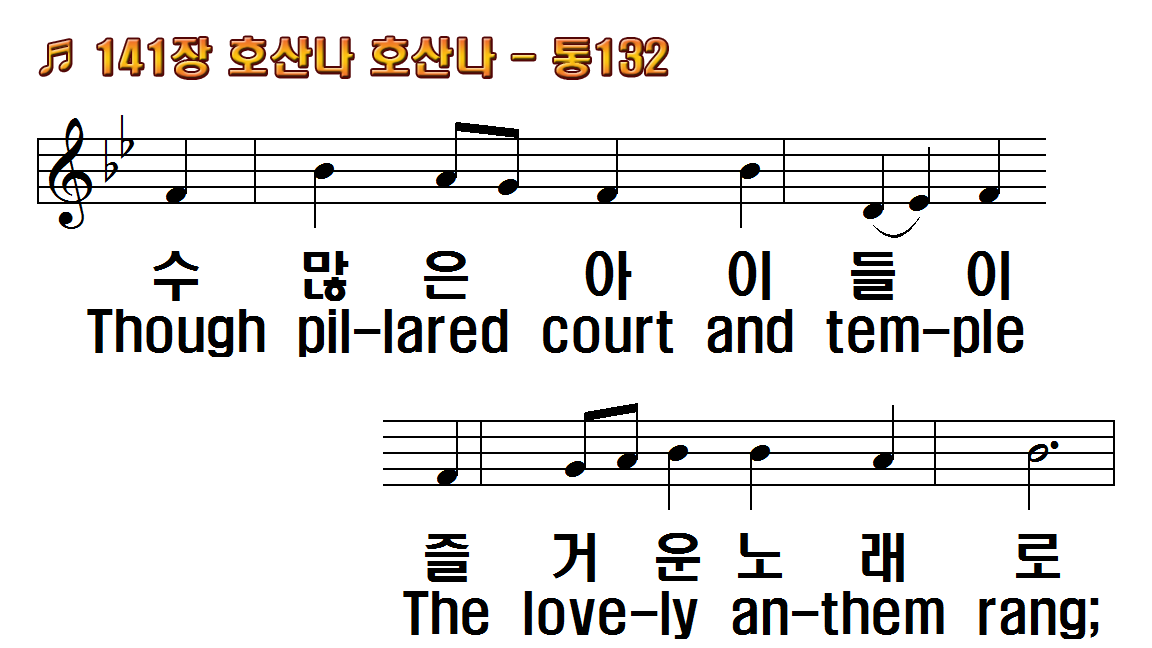 ♬ 141장 호산나 호산나 - 통132
수 많 은 아 이 들 이
Though pil-lared court and tem-ple
즐 거 운 노 래 로
The love-ly an-them rang;